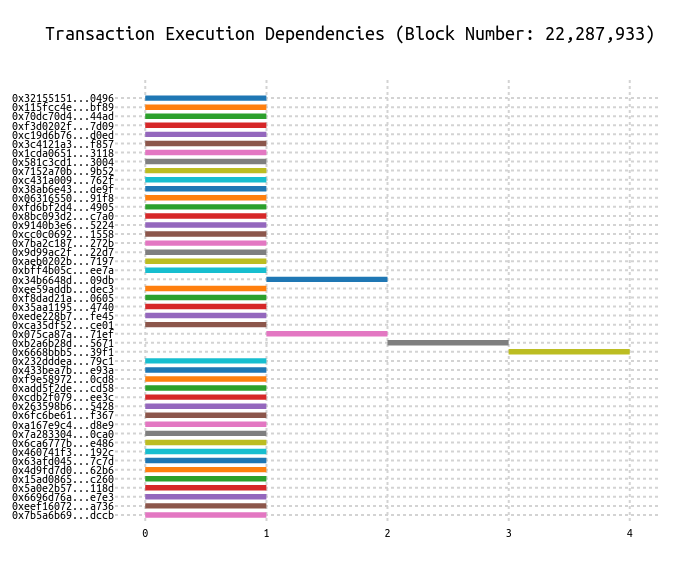 Transaction Execution Dependencies (Block Number: 22,287,933)
0x32155151...0496
0x115fcc4e...bf89
0x70dc70d4...44ad
0xf3d0202f...7d09
0xc19d6b76...d0ed
0x3c4121a3...f857
0x1cda0651...3118
0x581c3cd1...3004
0x7152a70b...9b52
0xc431a009...762f
0x38ab6e43...de9f
0x06316550...91f8
0xfd6bf2d4...4905
0x8bc093d2...c7a0
0x9140b3e6...5224
0xcc0c0692...1558
0x7ba2c187...272b
0x9d99ac2f...22d7
0xaeb0202b...7197
0xbff4b05c...ee7a
0x34b6648d...09db
0xee59addb...dec3
0xf8dad21a...0605
0x35aa1195...4740
0xede228b7...fe45
0xca35df52...ce01
0x075ca87a...71ef
0xb2a6b28d...5671
0x6668bbb5...39f1
0x232dddea...79c1
0x433bea7b...e93a
0xf9e58972...0cd8
0xadd5f2de...cd58
0xcdb2f079...ee3c
0x263598b6...5428
0x6fc6be61...f367
0xa167e9c4...d8e9
0x7a283304...0ca0
0x6ca6777b...e486
0x460741f3...192c
0x63afd045...7c7d
0x4d9fd7d0...62b6
0x15ad0865...c260
0x5a0e2b57...118d
0x6696d76a...e7e3
0xeef16072...a736
0x7b5a6b69...dccb
0 1 2 3 4